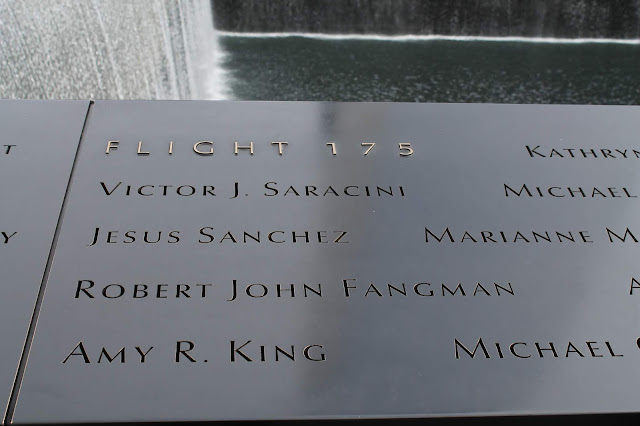 FLIGHT 175 KATHRYN
VICTOR J. SARACINI MICHAEL
JESUS SANCHEZ MARIANNE M
ROBERT JOHN FANGMAN A
AMY R. KING MICHAEL